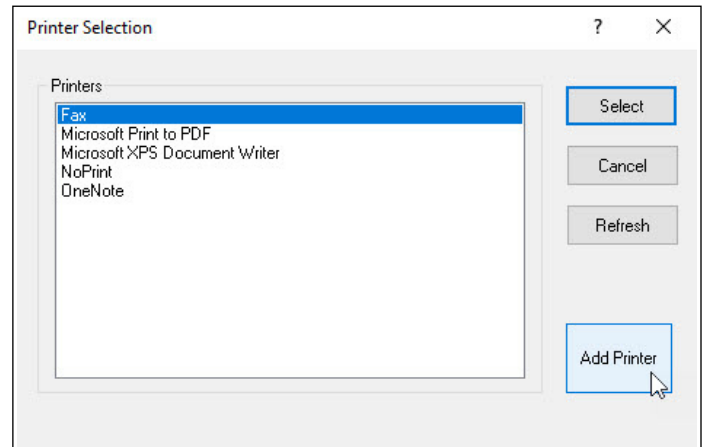 Printer Selection
?
Printers
Fax
Microsoft Print to PDF
Microsoft XPS Document Writer
NoPrint
OneNote
Select
Cancel
Refresh
Add Printer